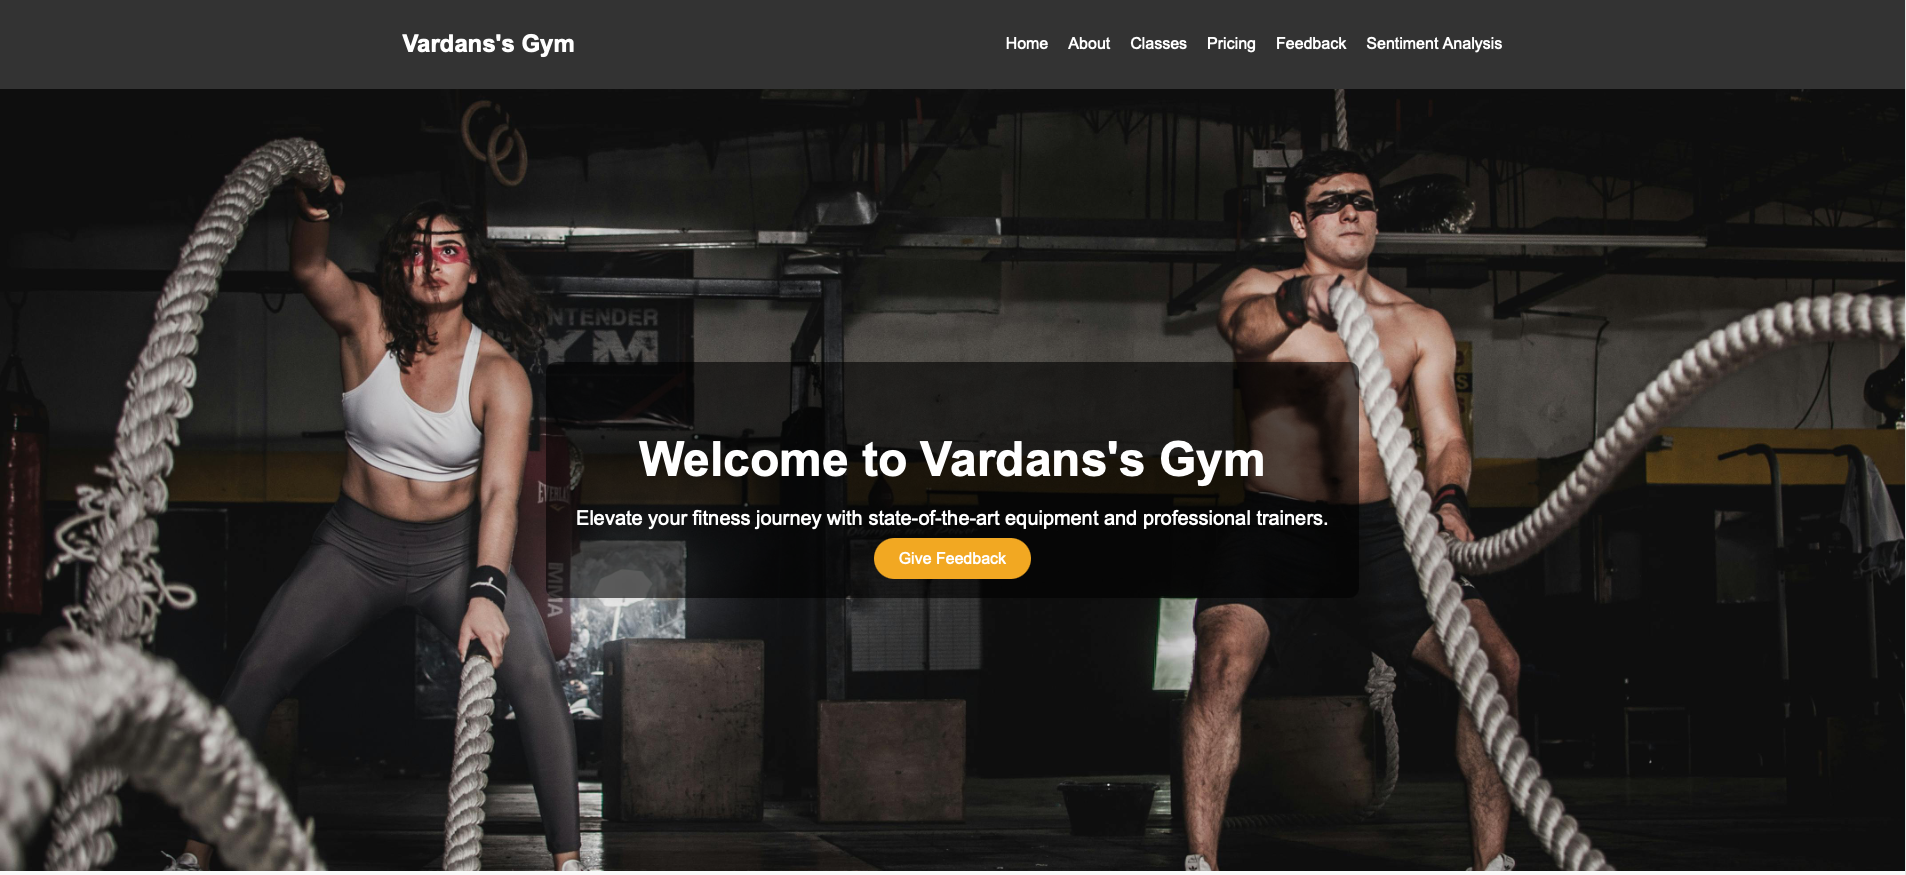 Vardans's Gym
Home About Classes Pricing Feedback Sentiment Analysis
NTENDER
YM
Welcome to Vardans's Gym
EVERLAS
Elevate your fitness journey with state-of-the-art equipment and professional trainers.
Give Feedback
MMA